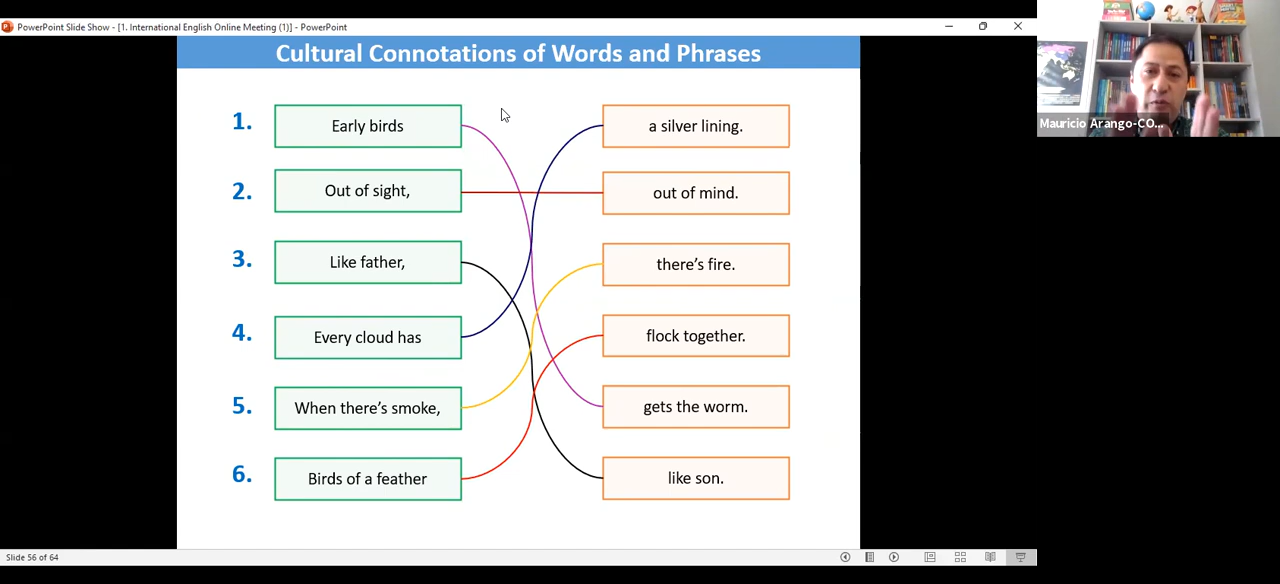 PowerPoint Slide Show - [1. International English Online Meeting (1)] - PowerPoint
Cultural Connotations of Words and Phrases
1. Early birds
a silver lining.
2. Out of sight,
out of mind.
3. Like father,
there's fire.
4. Every cloud has
flock together.
5. When there's smoke,
gets the worm.
6. Birds of a feather
like son.
Mauricio Arango-CO...
Slide 56 of 64